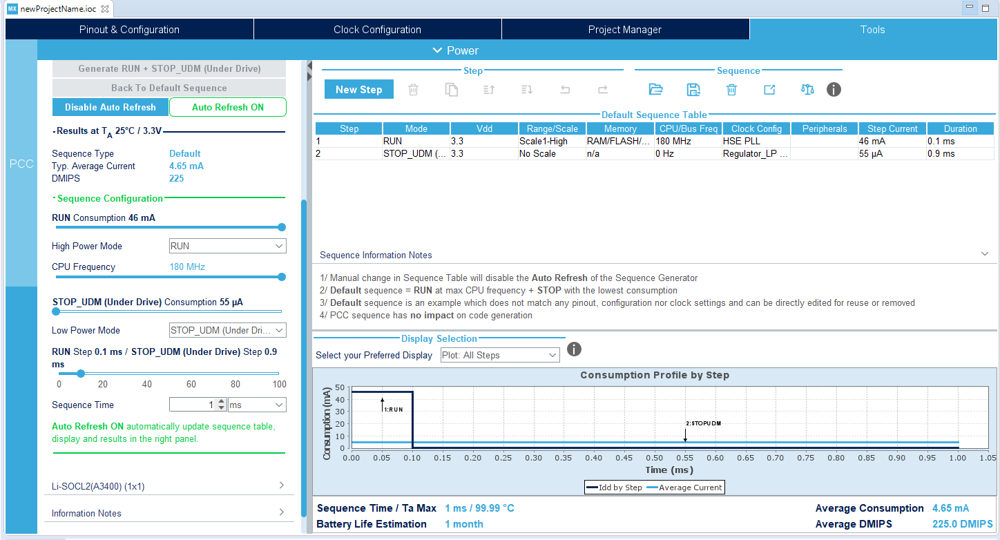 MX newProjectName.ioc
Pinout & Configuration
Clock Configuration
Project Manager
Tools
Power
PCC
Generate RUN + STOP_UDM (Under Drive)
Back To Default Sequence
Disable Auto Refresh
Auto Refresh ON
Results at TA 25°C / 3.3V
Sequence Type Default
Typ. Average Current 4.65 mA
DMIPS 225
Sequence Configuration
RUN Consumption 46 mA
High Power Mode RUN
CPU Frequency 180 MHz
STOP_UDM (Under Drive) Consumption 55 µA
Low Power Mode STOP_UDM (Under Dri...
RUN Step 0.1 ms / STOP_UDM (Under Drive) Step 0.9
ms
0 20 40 60 80 100
Sequence Time 1 ms
Auto Refresh ON automatically update sequence table,
display and results in the right panel.
Li-SOCL2(A3400) (1x1)
Information Notes
Step
Sequence
New Step
Default Sequence Table
Step Mode Vdd Range/Scale Memory CPU/Bus Freq Clock Config Peripherals Step Current Duration
1 RUN 3.3 Scale1-High RAM/FLASH/... 180 MHz HSE PLL 46 mA 0.1 ms
2 STOP_UDM (... 3.3 No Scale n/a 0 Hz Regulator_LP ... 55 µA 0.9 ms
Sequence Information Notes
1/ Manual change in Sequence Table will disable the Auto Refresh of the Sequence Generator
2/ Default sequence = RUN at max CPU frequency + STOP with the lowest consumption
3/ Default sequence is an example which does not match any pinout, configuration nor clock settings and can be directly edited for reuse or removed
4/ PCC sequence has no impact on code generation
Display Selection
Select your Preferred Display Plot: All Steps
Consumption Profile by Step
Consumption (mA)
50
40
30
20
10
0
1:RUN
2:STOPUDM
0.00 0.05 0.10 0.15 0.20 0.25 0.30 0.35 0.40 0.45 0.50 0.55 0.60 0.65 0.70 0.75 0.80 0.85 0.90 0.95 1.00 1.05
Time (ms)
Idd by Step Average Current
Sequence Time / Ta Max 1 ms / 99.99 °C
Average Consumption 4.65 mA
Battery Life Estimation 1 month
Average DMIPS 225.0 DMIPS